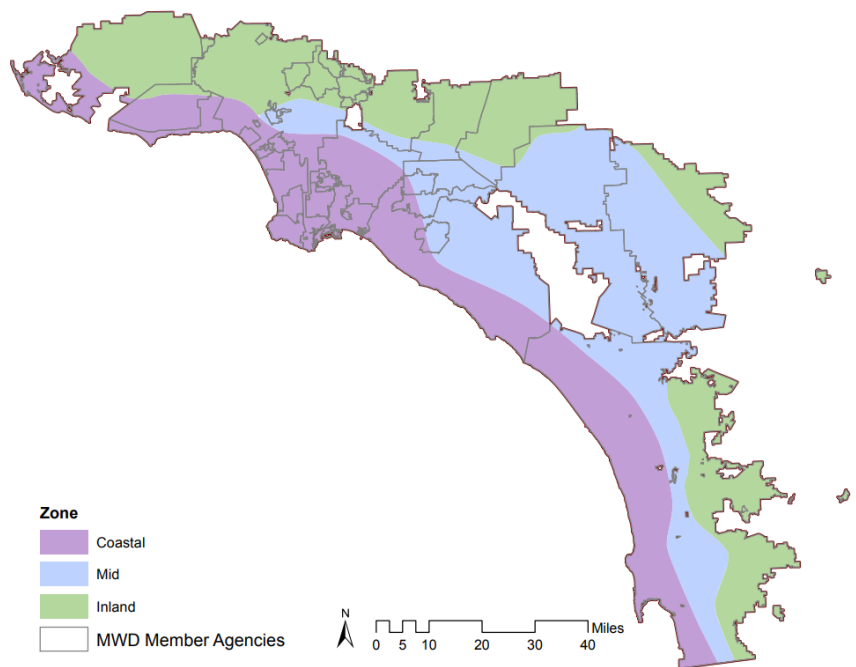 Zone
Coastal
Mid
Inland
MWD Member Agencies
N
Miles
0 5 10 20 30 40